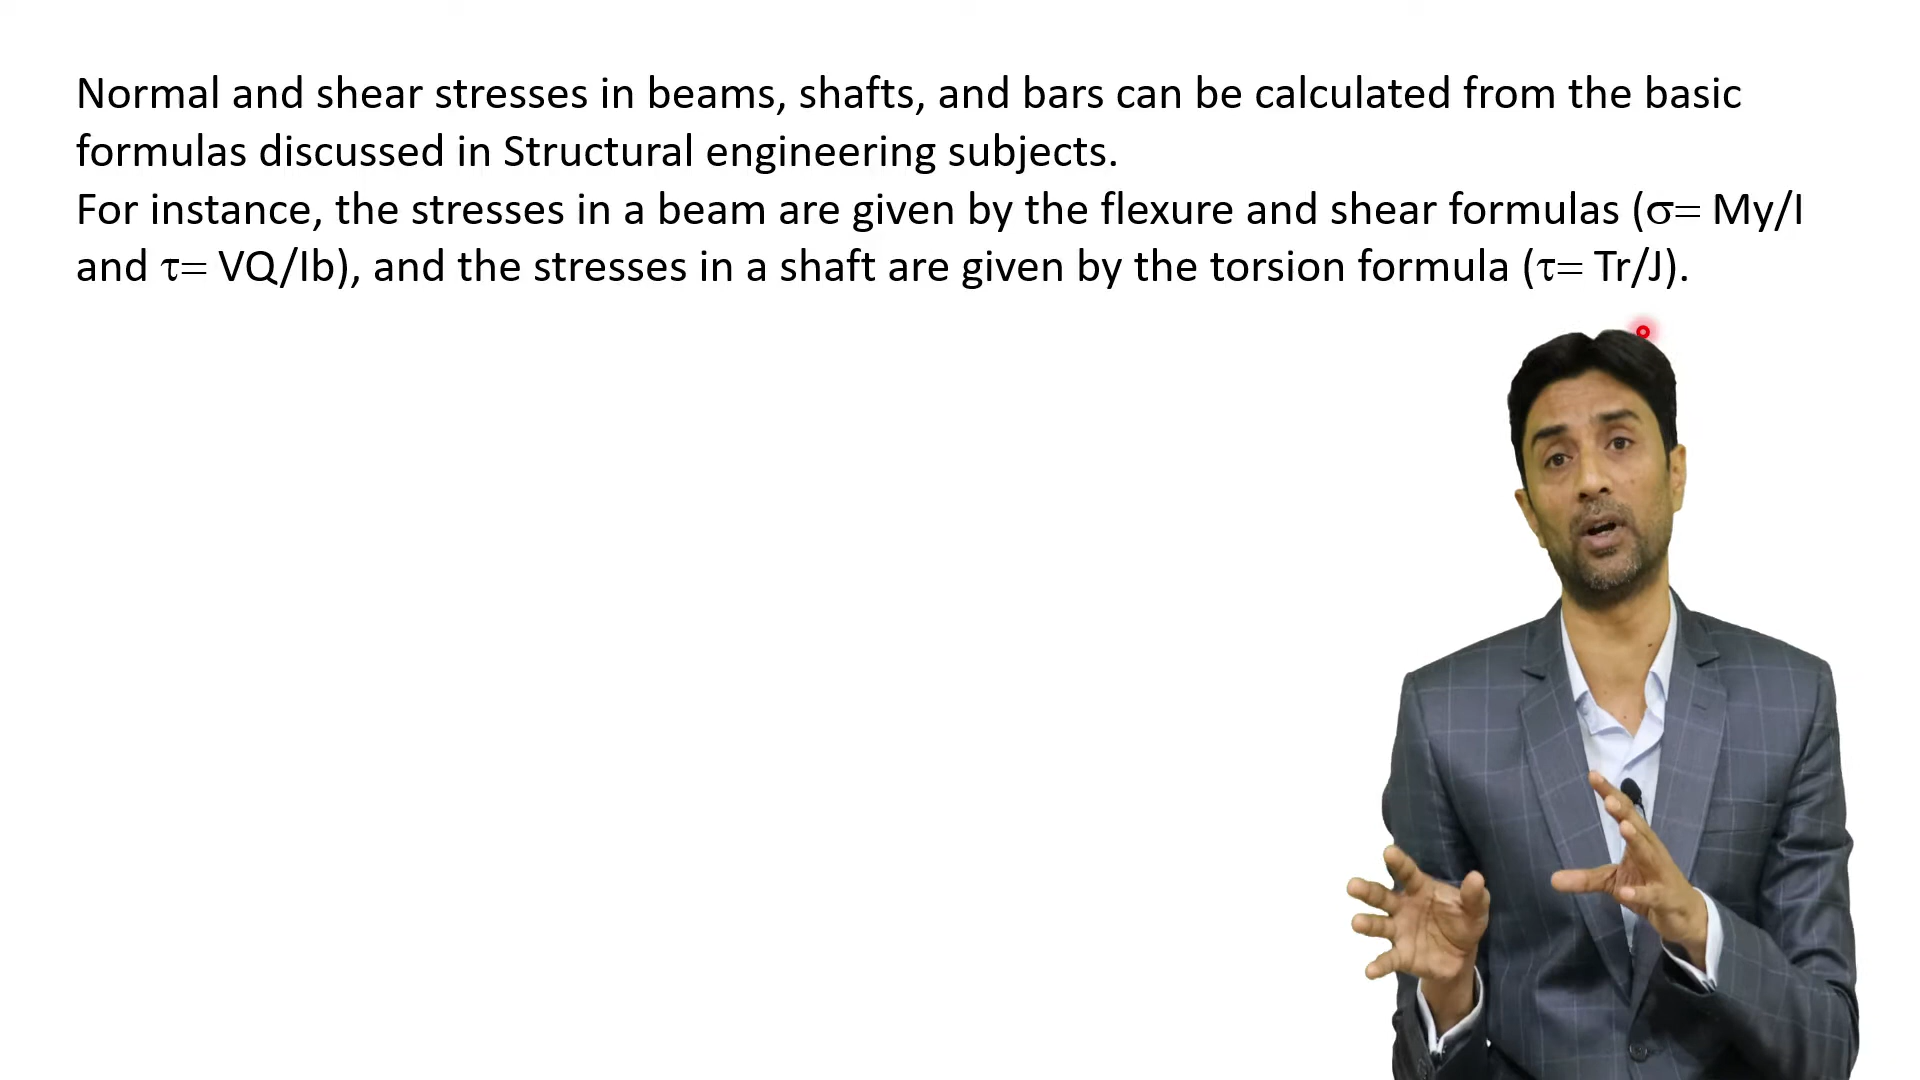 Normal and shear stresses in beams, shafts, and bars can be calculated from the basic
formulas discussed in Structural engineering subjects.
For instance, the stresses in a beam are given by the flexure and shear formulas (σ= My/I
and τ= VQ/Ib), and the stresses in a shaft are given by the torsion formula (τ= Tr/J).